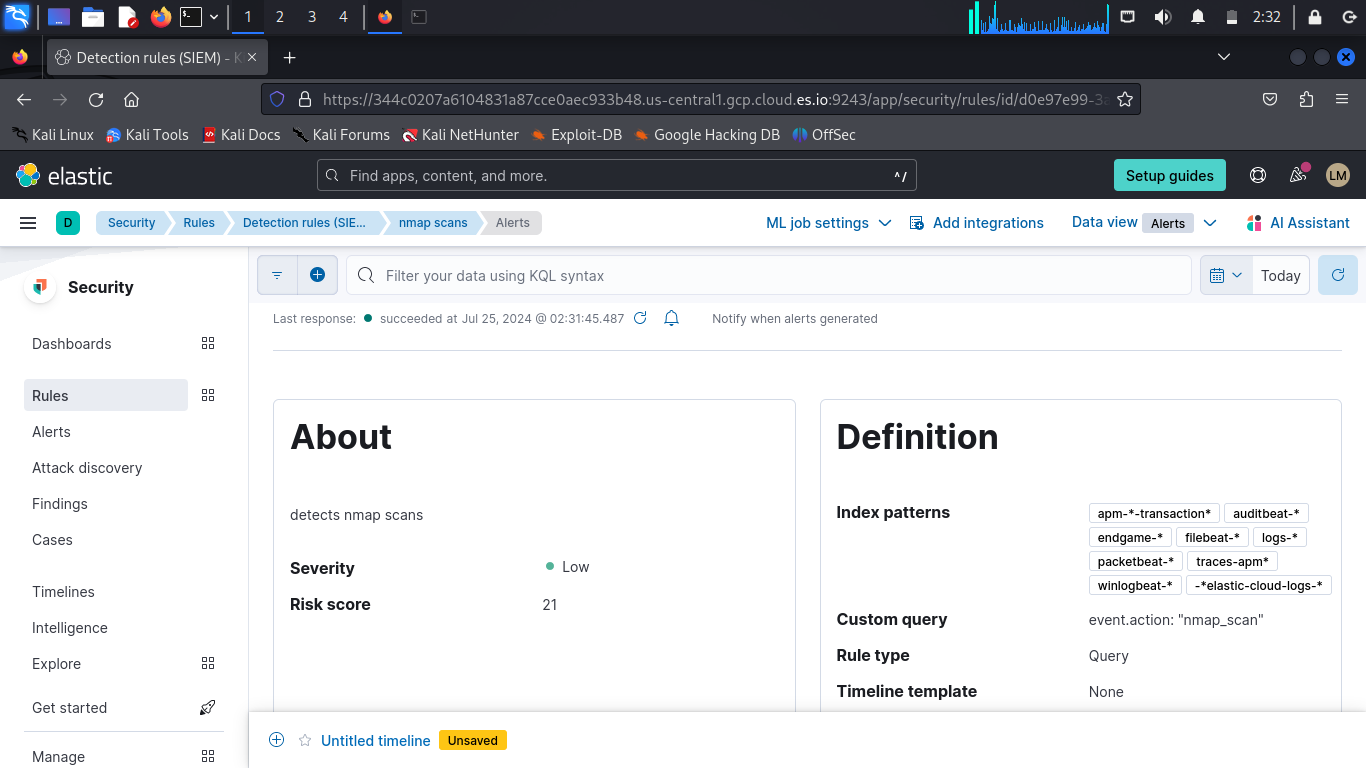 1 2 3 4 2:32
Detection rules (SIEM) - K
https://344c0207a6104831a87cce0aec933b48.us-central1.gcp.cloud.es.io:9243/app/security/rules/id/d0e97e99-3a
Kali Linux Kali Tools Kali Docs Kali Forums Kali NetHunter Exploit-DB Google Hacking DB OffSec
elastic Find apps, content, and more. ^/ Setup guides LM
D Security Rules Detection rules (SIE... nmap scans Alerts ML job settings Add integrations Data view Alerts AI Assistant
Security
Filter your data using KQL syntax Today
Last response: succeeded at Jul 25, 2024 @ 02:31:45.487 Notify when alerts generated
Dashboards
Rules
Alerts
Attack discovery
Findings
Cases
Timelines
Intelligence
Explore
Get started
Manage
About
detects nmap scans
Severity Low
Risk score 21
Definition
Index patterns apm-*-transaction* auditbeat-*
endgame-* filebeat-* logs-*
packetbeat-* traces-apm*
winlogbeat-* -*elastic-cloud-logs-*
Custom query event.action: "nmap_scan"
Rule type Query
Timeline template None
Untitled timeline Unsaved